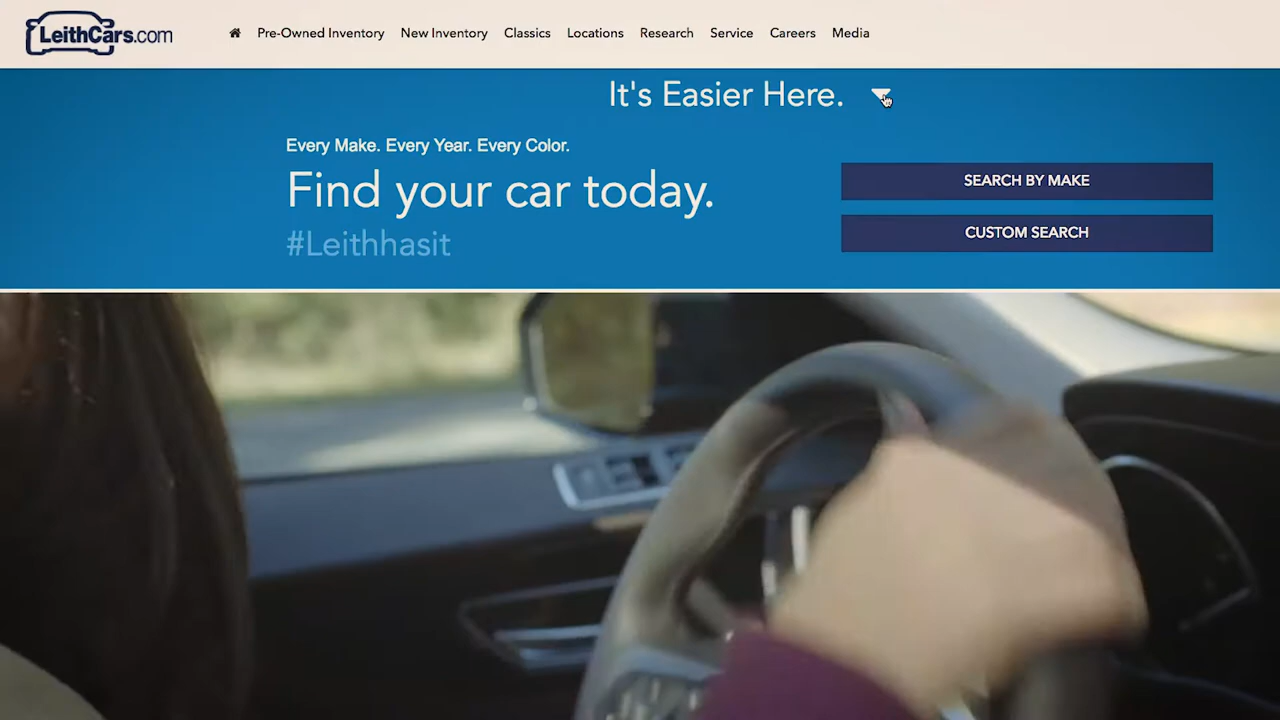 LeithCars.com
Pre-Owned Inventory New Inventory Classics Locations Research Service Careers Media
It's Easier Here.
Every Make. Every Year. Every Color.
Find your car today.
#Leithhasit
SEARCH BY MAKE
CUSTOM SEARCH